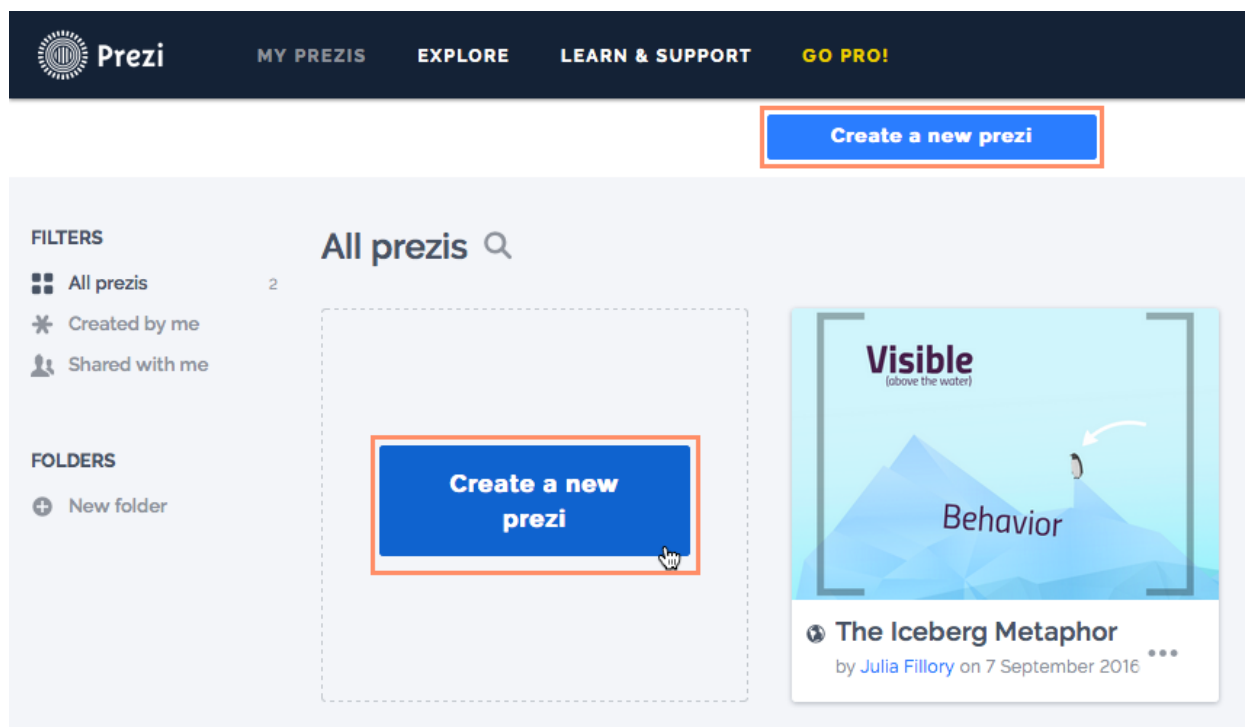 Prezi MY PREZIS EXPLORE LEARN & SUPPORT GO PRO!
Create a new prezi
FILTERS
All prezis 2
Created by me
Shared with me
FOLDERS
New folder
All prezis
Create a new
prezi
Visible
(above the water)
Behavior
The Iceberg Metaphor
by Julia Fillory on 7 September 2016